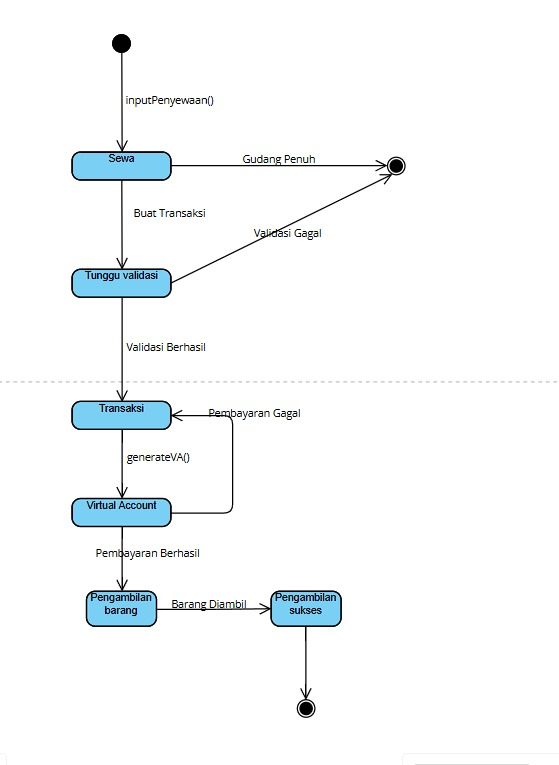 inputPenyewaan()
Sewa
Gudang Penuh
Buat Transaksi
Validasi Gagal
Tunggu validasi
Validasi Berhasil
Transaksi
Pembayaran Gagal
generateVA()
Virtual Account
Pembayaran Berhasil
Pengambilan
barang
Barang Diambil
Pengambilan
sukses